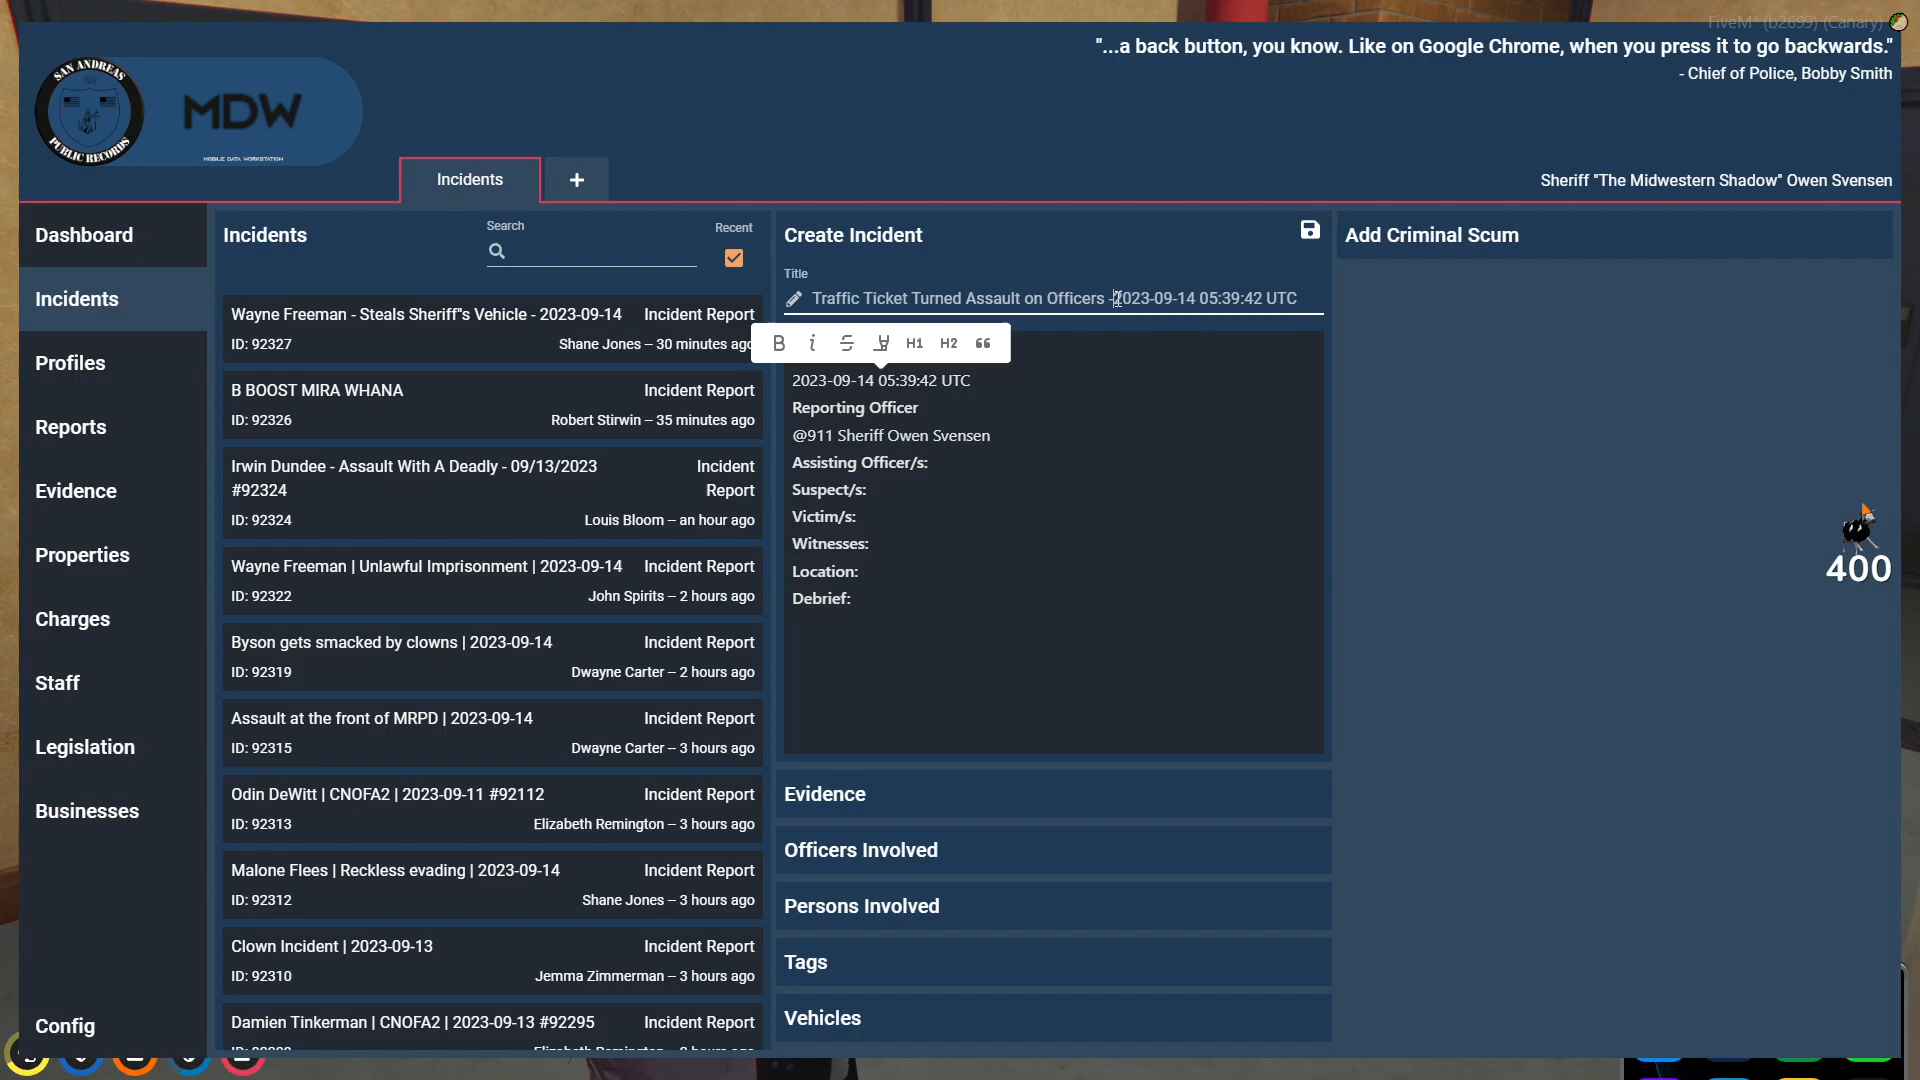 FiveM* (b2699) (Canary)
"...a back button, you know. Like on Google Chrome, when you press it to go backwards."
- Chief of Police, Bobby Smith
SAN ANDREAS
PUBLIC RECORDS
MDW
MOBILE DATA WORKSTATION
Incidents
+
Sheriff "The Midwestern Shadow" Owen Svensen
Dashboard
Incidents
Profiles
Reports
Evidence
Properties
Charges
Staff
Legislation
Businesses
Config
Incidents
Search
Recent
Wayne Freeman - Steals Sheriff"s Vehicle - 2023-09-14 Incident Report
ID: 92327 Shane Jones – 30 minutes ago
B BOOST MIRA WHANA Incident Report
ID: 92326 Robert Stirwin – 35 minutes ago
Irwin Dundee - Assault With A Deadly - 09/13/2023 Incident
#92324 Report
ID: 92324 Louis Bloom – an hour ago
Wayne Freeman | Unlawful Imprisonment | 2023-09-14 Incident Report
ID: 92322 John Spirits – 2 hours ago
Byson gets smacked by clowns | 2023-09-14 Incident Report
ID: 92319 Dwayne Carter – 2 hours ago
Assault at the front of MRPD | 2023-09-14 Incident Report
ID: 92315 Dwayne Carter – 3 hours ago
Odin DeWitt | CNOFA2 | 2023-09-11 #92112 Incident Report
ID: 92313 Elizabeth Remington – 3 hours ago
Malone Flees | Reckless evading | 2023-09-14 Incident Report
ID: 92312 Shane Jones – 3 hours ago
Clown Incident | 2023-09-13 Incident Report
ID: 92310 Jemma Zimmerman – 3 hours ago
Damien Tinkerman | CNOFA2 | 2023-09-13 #92295 Incident Report
Create Incident
Title
Traffic Ticket Turned Assault on Officers -2023-09-14 05:39:42 UTC
B i S H1 H2 “
2023-09-14 05:39:42 UTC
Reporting Officer
@911 Sheriff Owen Svensen
Assisting Officer/s:
Suspect/s:
Victim/s:
Witnesses:
Location:
Debrief:
Evidence
Officers Involved
Persons Involved
Tags
Vehicles
Add Criminal Scum
400